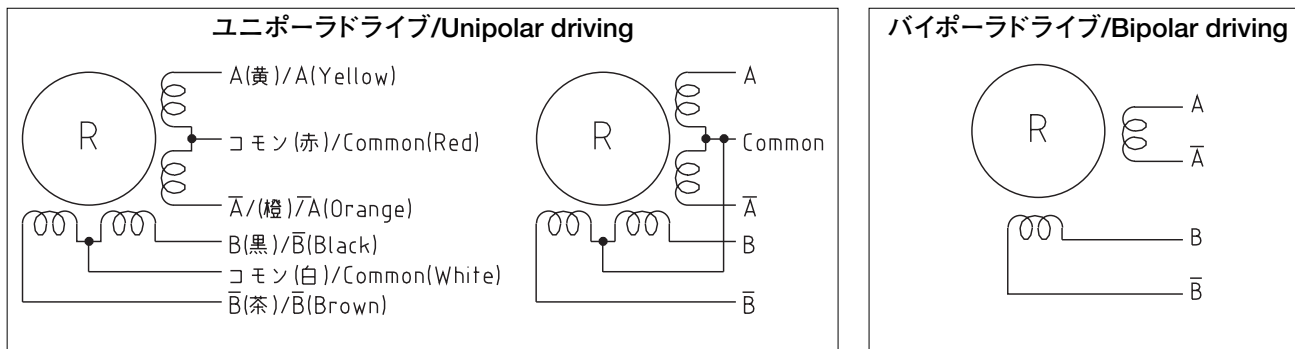 ユニポーラドライブ/Unipolar driving
R
A(黄)/A(Yellow)
コモン(赤)/Common(Red)
A̅/(橙)/A̅(Orange)
B(黒)/B̅(Black)
コモン(白)/Common(White)
B̅(茶)/B̅(Brown)
R
A
Common
A̅
B
B̅
バイポーラドライブ/Bipolar driving
R
A
A̅
B
B̅